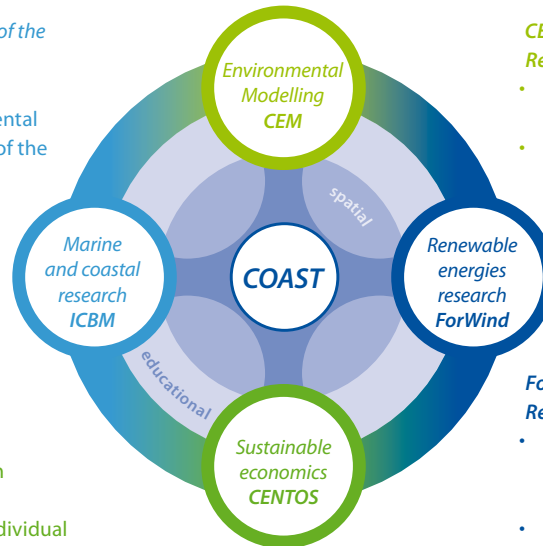 of the
ental
of the
CE
Re
•
•
Environmental
Modelling
CEM
spatial
Marine
and coastal
research
ICBM
COAST
Renewable
energies
research
ForWind
educational
Sustainable
economics
CENTOS
n
dividual
Fo
Re
•
•